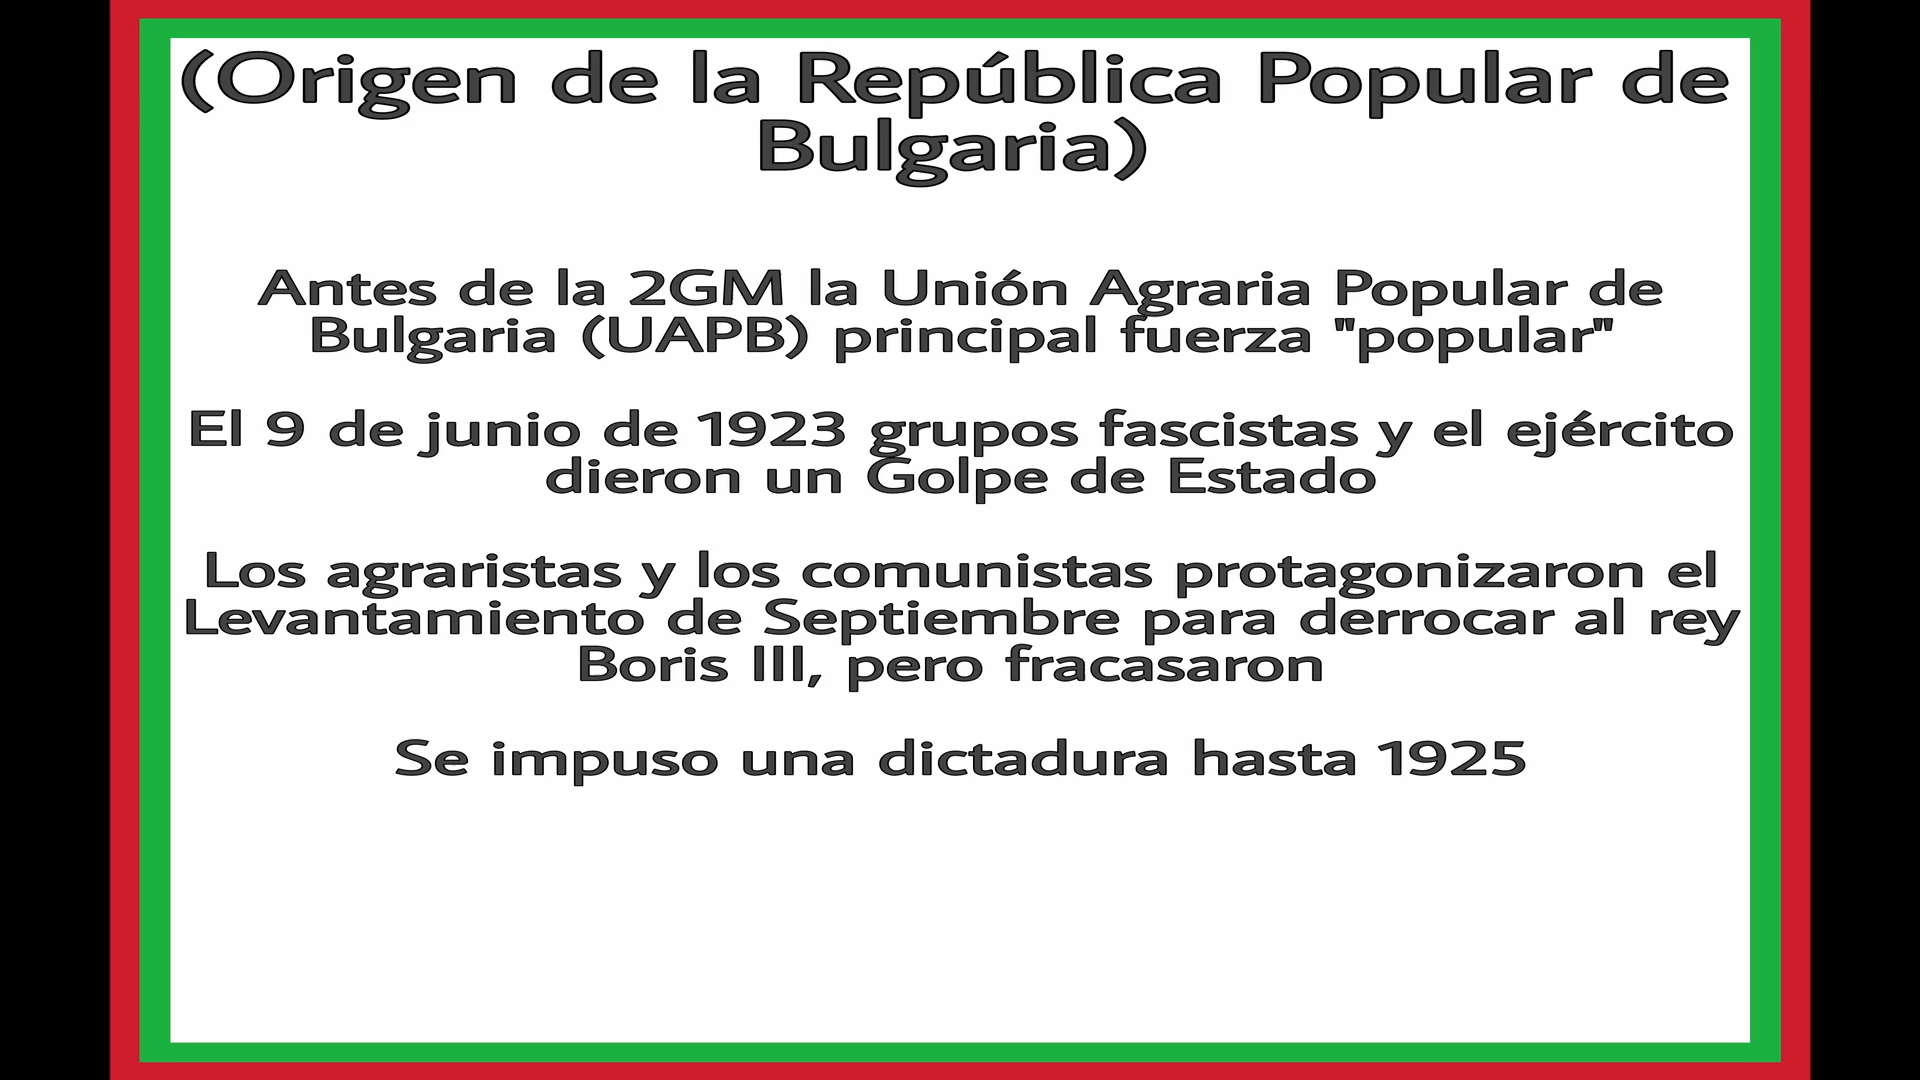 (Origen de la República Popular de
Bulgaria)
Antes de la 2GM la Unión Agraria Popular de
Bulgaria (UAPB) principal fuerza "popular"
El 9 de junio de 1923 grupos fascistas y el ejército
dieron un Golpe de Estado
Los agraristas y los comunistas protagonizaron el
Levantamiento de Septiembre para derrocar al rey
Boris III, pero fracasaron
Se impuso una dictadura hasta 1925